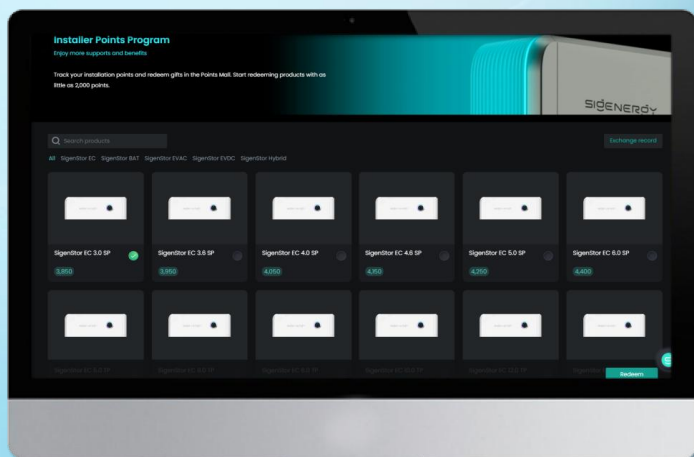 Installer Points Program
Enjoy more supports and benefits
Track your installation points and redeem gifts in the Points Mall. Start redeeming products with as
little as 2,000 points.
SIGENERGY
Search products
Exchange record
All SigenStor EC SigenStor BAT SigenStor EVAC SigenStor EVDC SigenStor Hybrid
SigenStor EC 3.0 SP
SigenStor EC 3.6 SP
SigenStor EC 4.0 SP
SigenStor EC 4.6 SP
SigenStor EC 5.0 SP
SigenStor EC 6.0 SP
3,850
3,950
4,050
4,150
4,250
4,400
Redeem